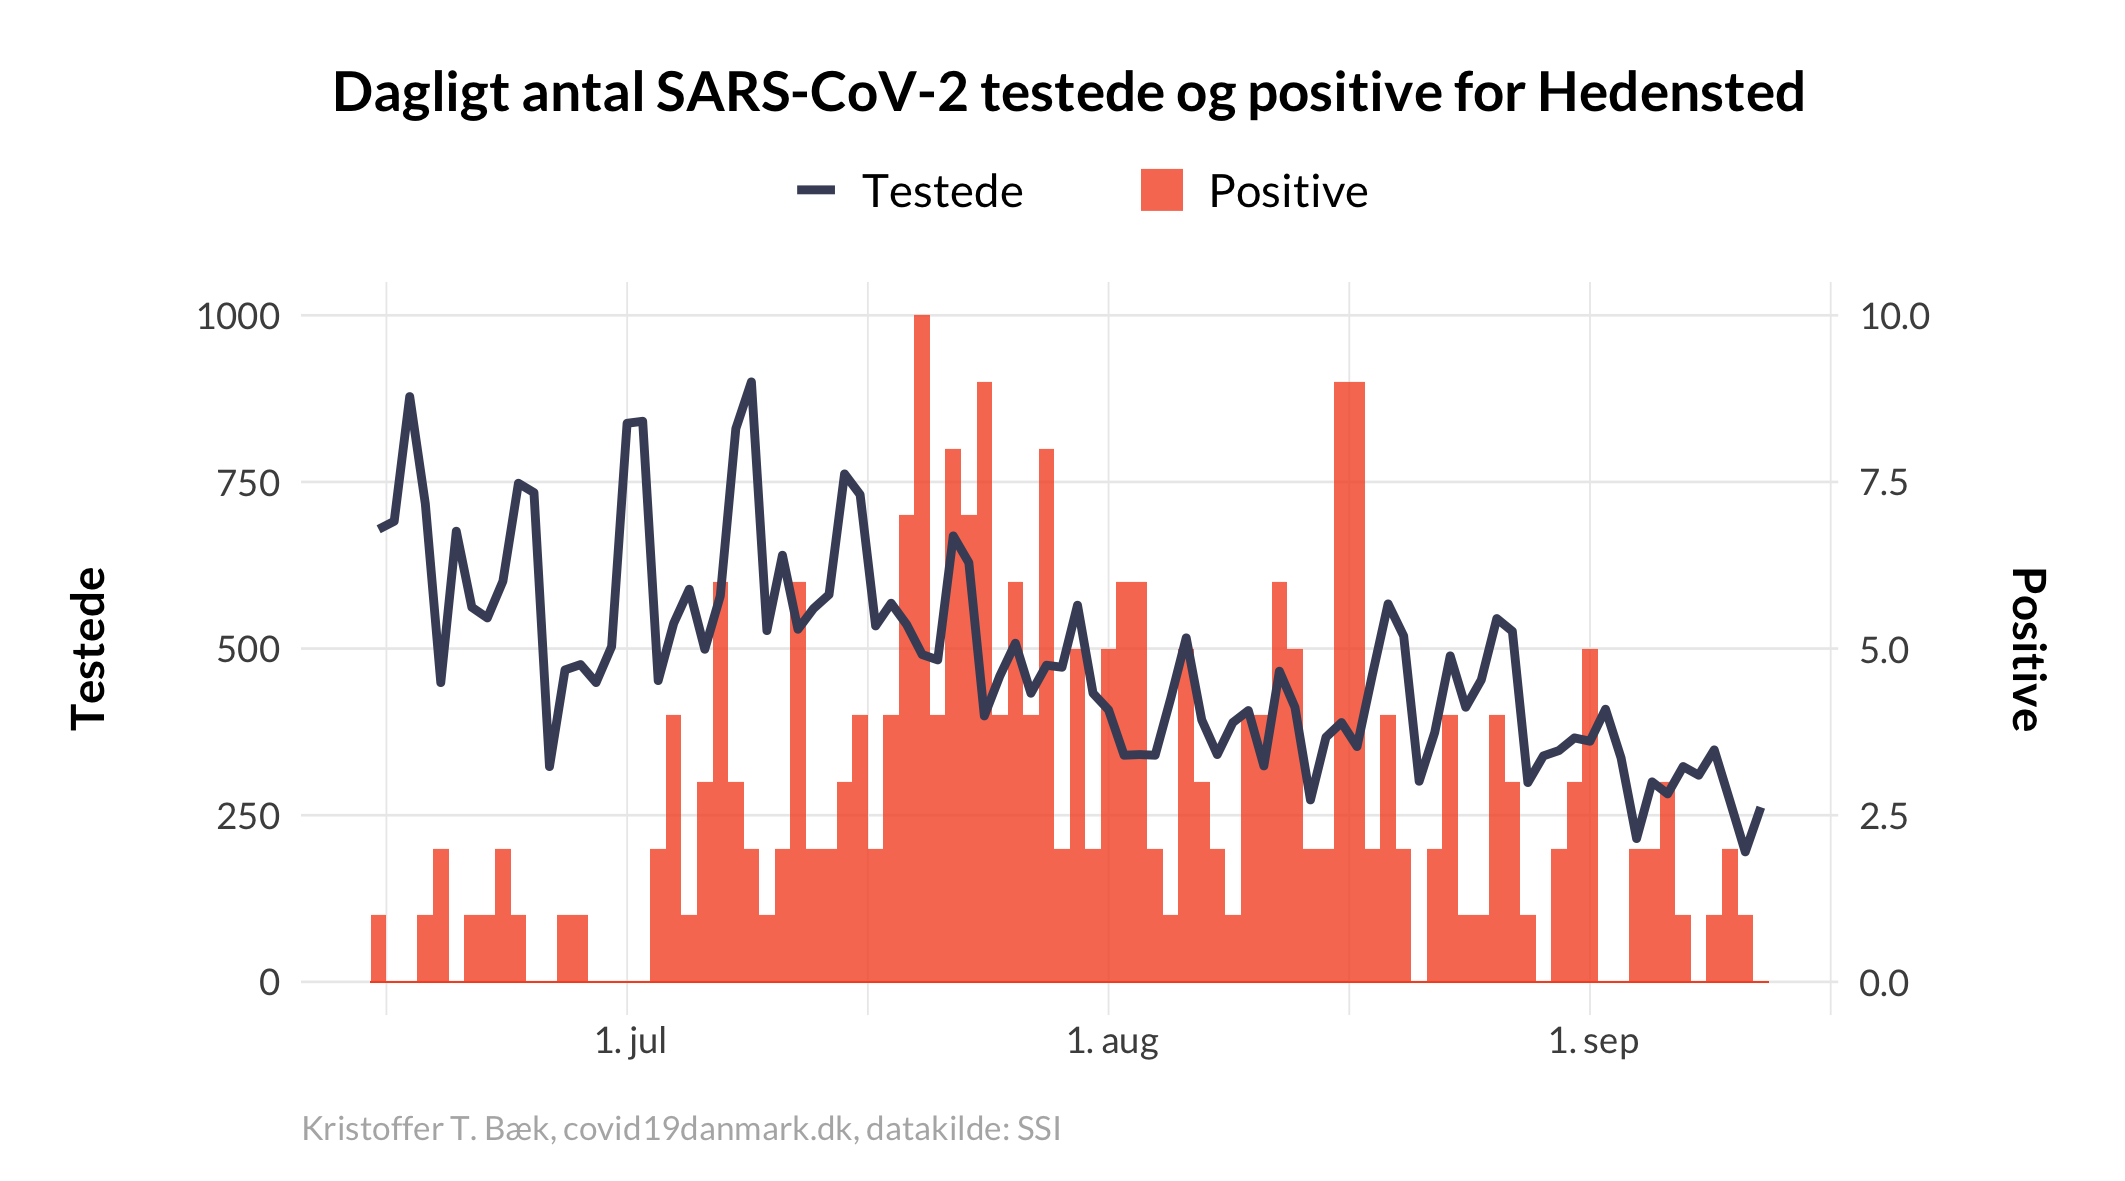 Dagligt antal SARS-CoV-2 testede og positive for Hedensted
Testede
Positive
1000
750
500
250
0
10.0
7.5
5.0
2.5
0.0
Testede
Positive
1. jul
1. aug
1. sep
Kristoffer T. Bæk, covid19danmark.dk, datakilde: SSI